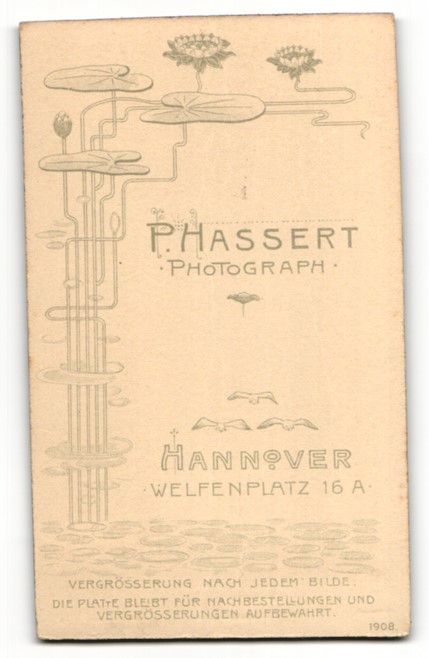 P. HASSERT
· PHOTOGRAPH ·
HANNOVER
· WELFENPLATZ 16 A ·
VERGRÖSSERUNG NACH JEDEM BILDE.
DIE PLATTE BLEIBT FÜR NACHBESTELLUNGEN UND
VERGRÖSSERUNGEN AUFBEWAHRT.
1908.